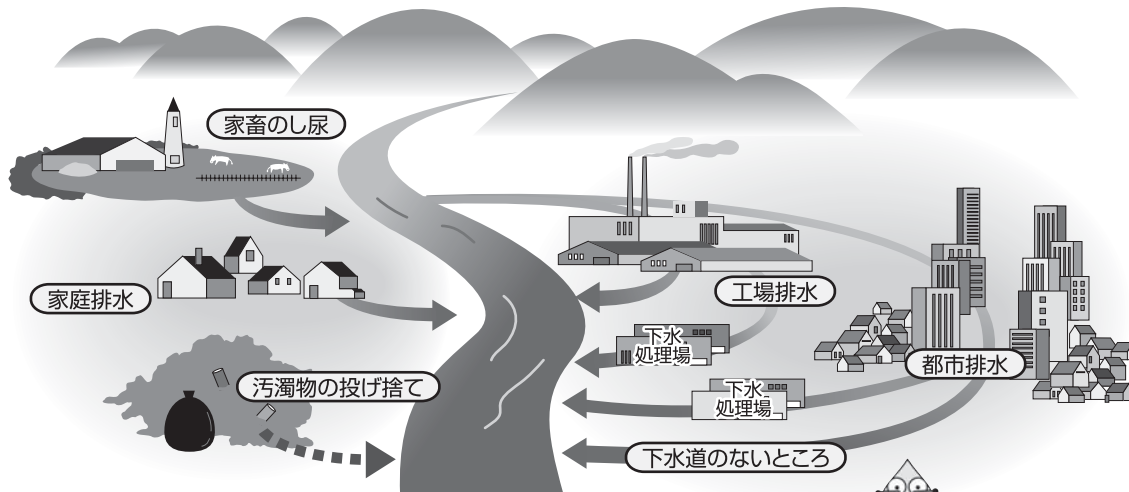 家畜のし尿
家庭排水
工場排水
下水
処理場
都市排水
汚濁物の投げ捨て
下水
処理場
下水道のないところ